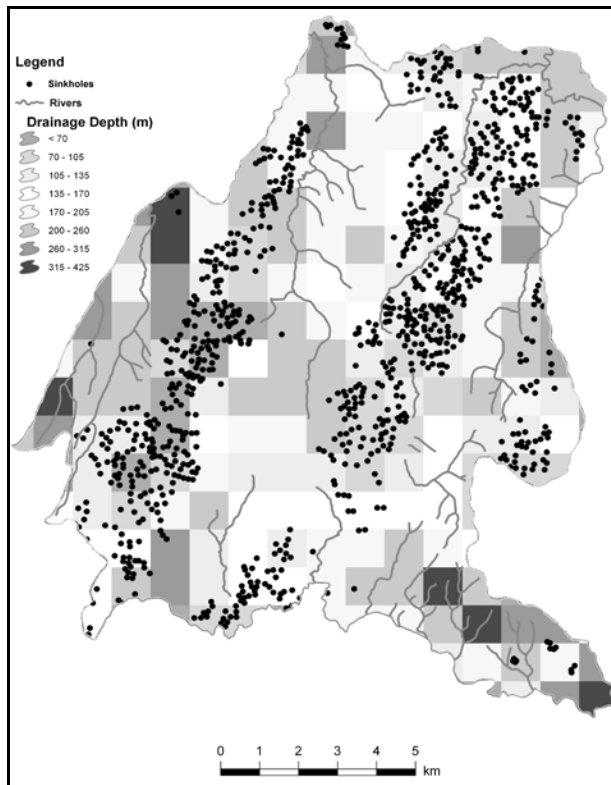 Legend
Sinkholes
Rivers
Drainage Depth (m)
< 70
70 - 105
105 - 135
135 - 170
170 - 205
200 - 260
260 - 315
315 - 425
0 1 2 3 4 5
km